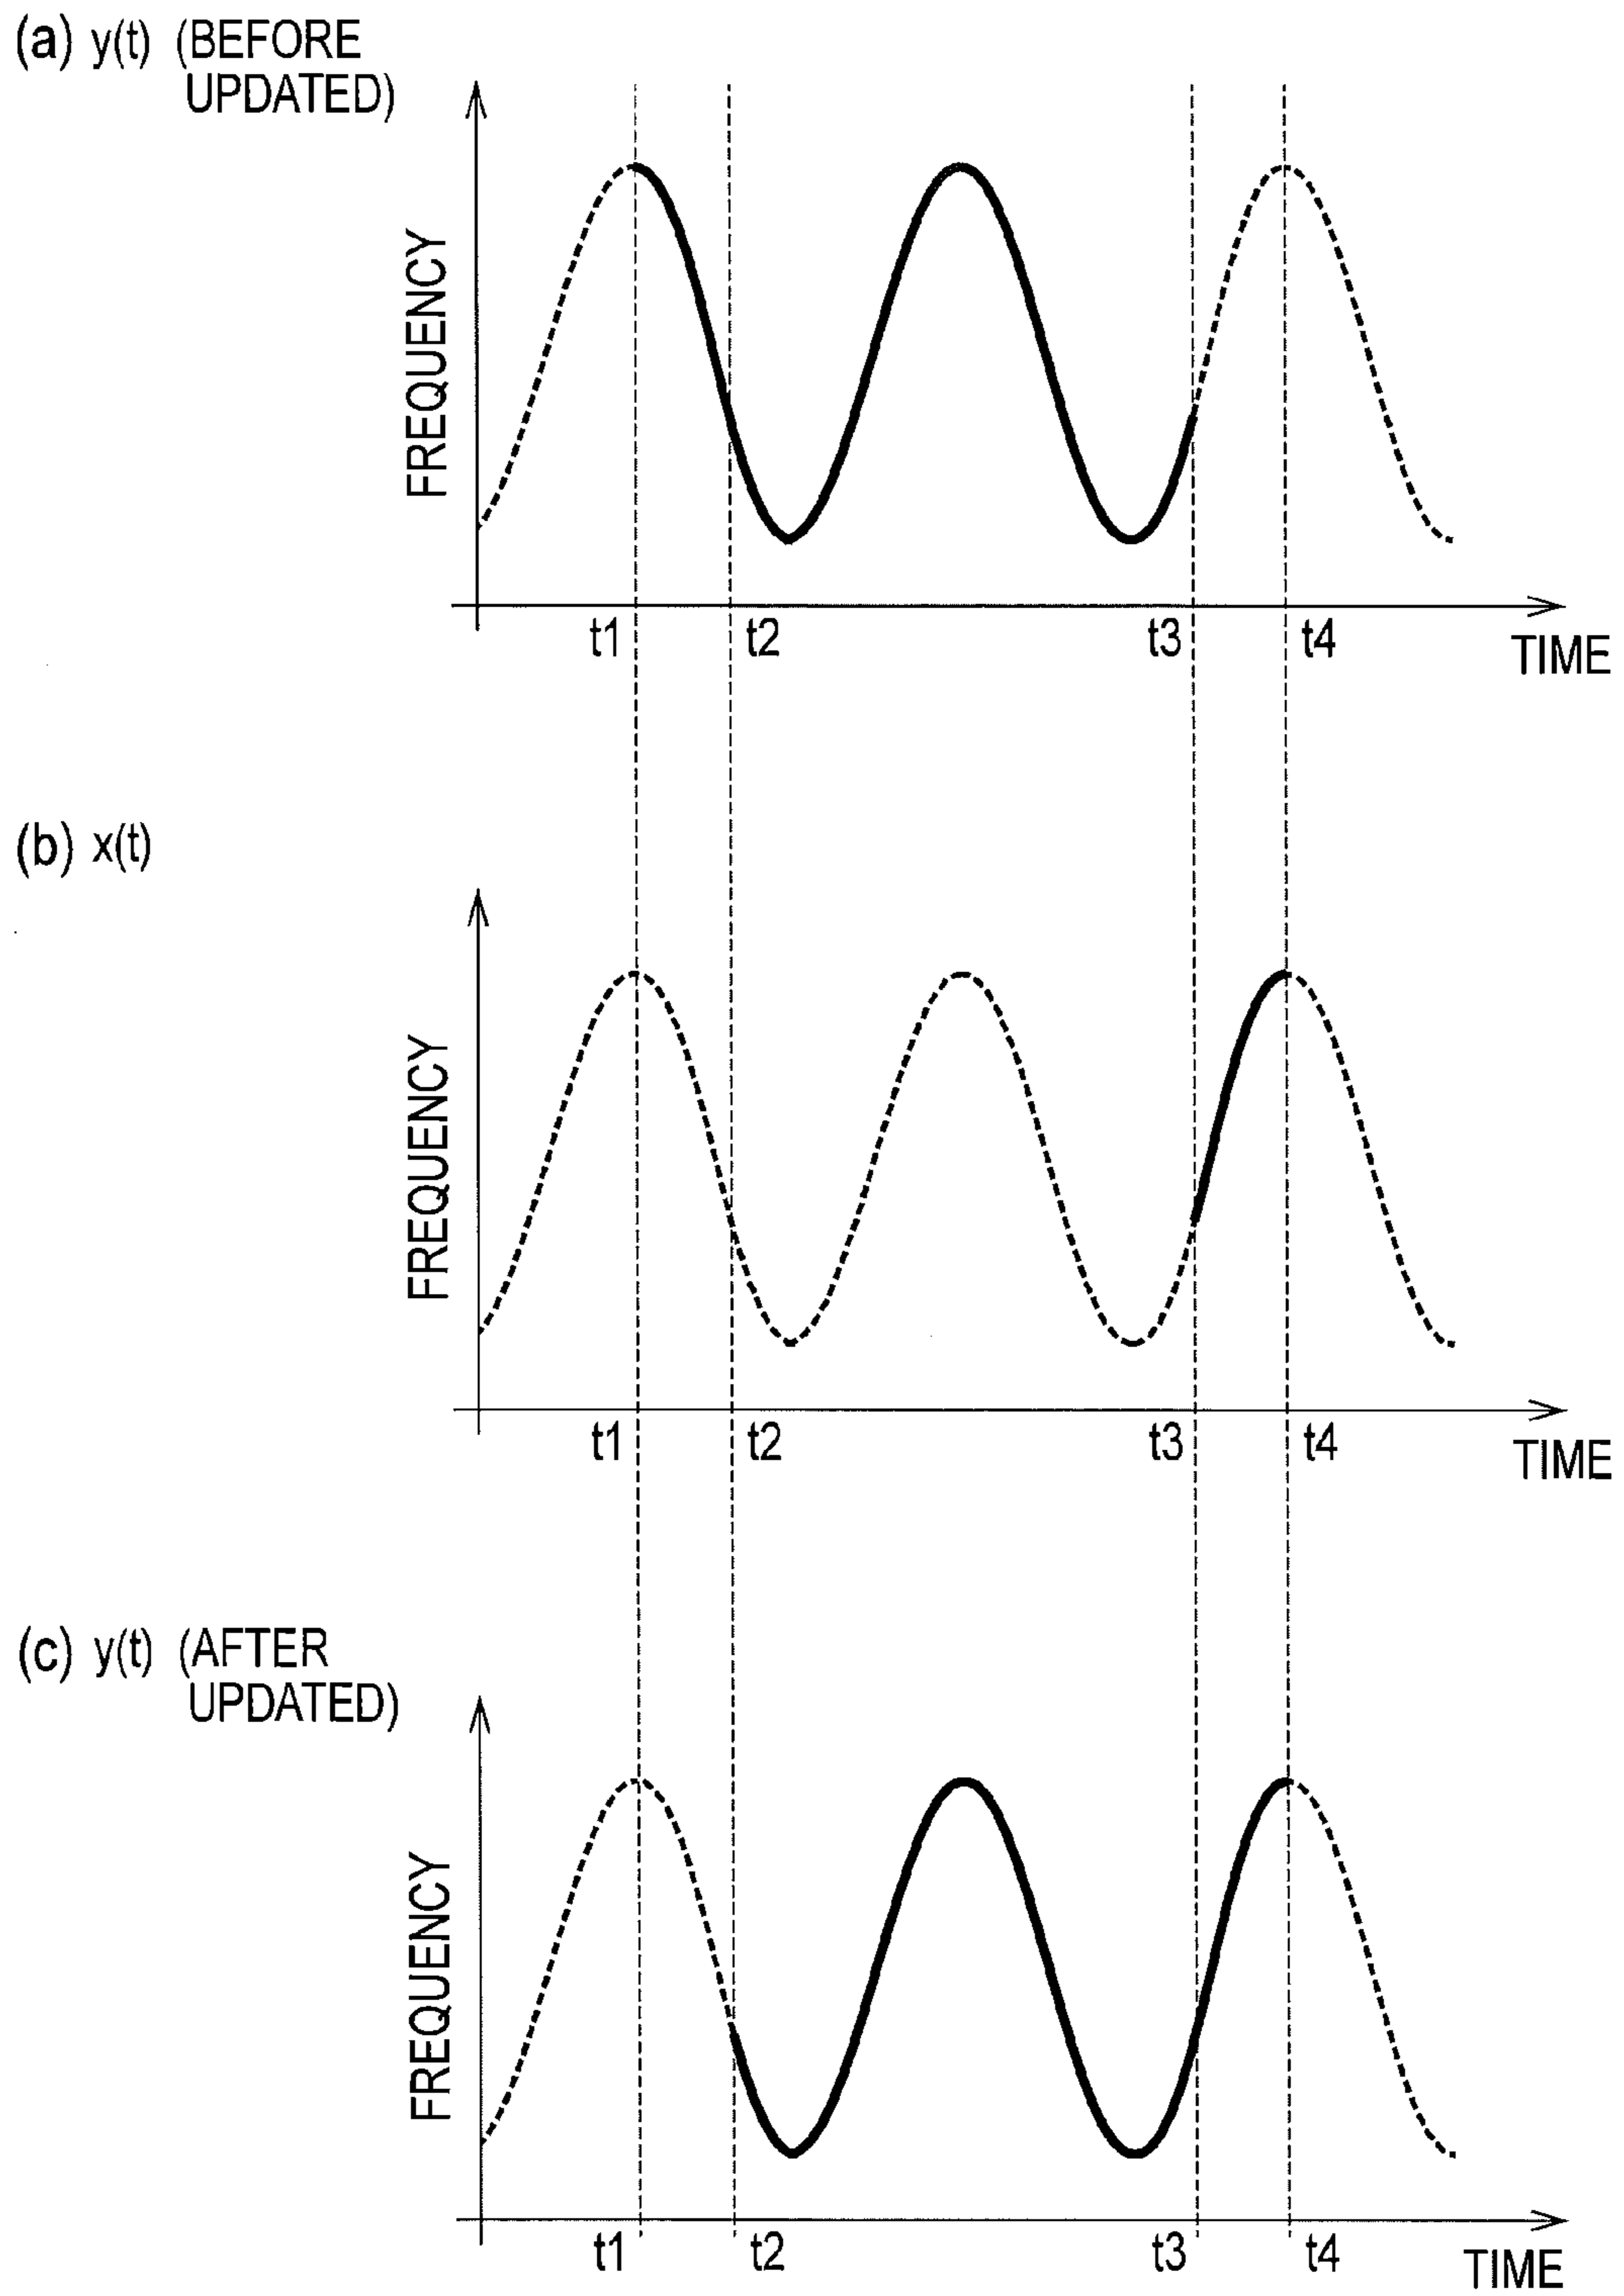 (a) y(t) (BEFORE
UPDATED)
FREQUENCY
t1 t2 t3 t4
TIME
(b) x(t)
FREQUENCY
t1 t2 t3 t4
TIME
(c) y(t) (AFTER
UPDATED)
FREQUENCY
t1 t2 t3 t4
TIME